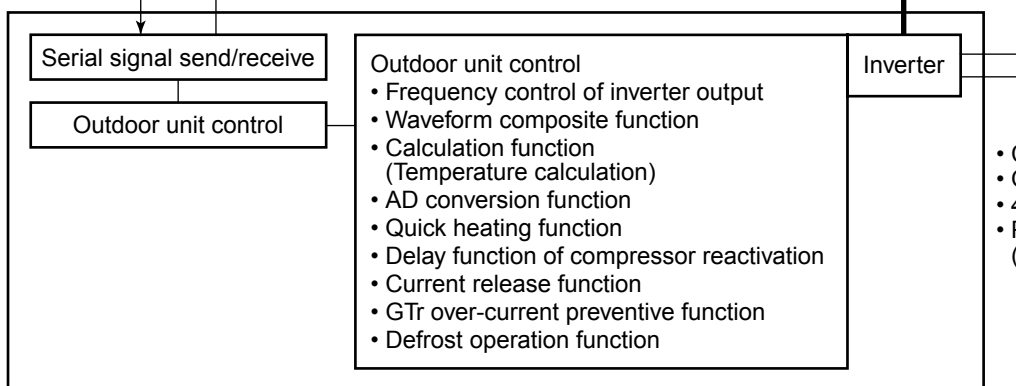 Serial signal send/receive
Outdoor unit control
Outdoor unit control
• Frequency control of inverter output
• Waveform composite function
• Calculation function
(Temperature calculation)
• AD conversion function
• Quick heating function
• Delay function of compressor reactivation
• Current release function
• GTr over-current preventive function
• Defrost operation function
Inverter